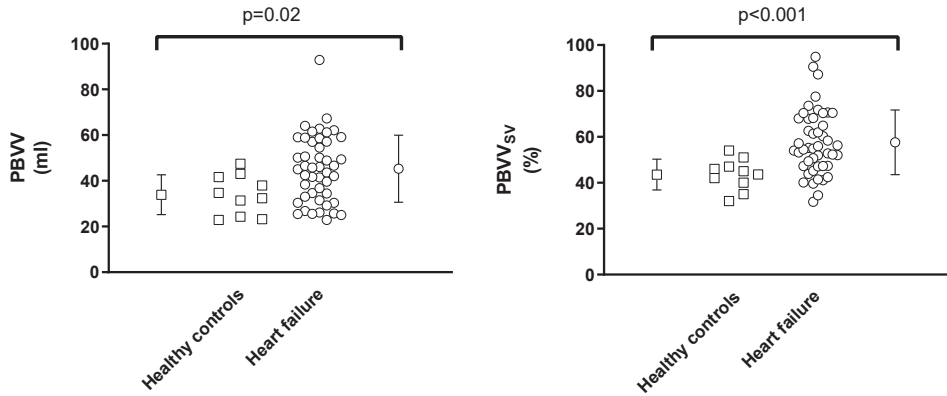 p=0.02
PBVV
(ml)
100
80
60
40
20
0
Healthy controls
Heart failure
p<0.001
PBVVSV
(%)
100
80
60
40
20
0
Healthy controls
Heart failure